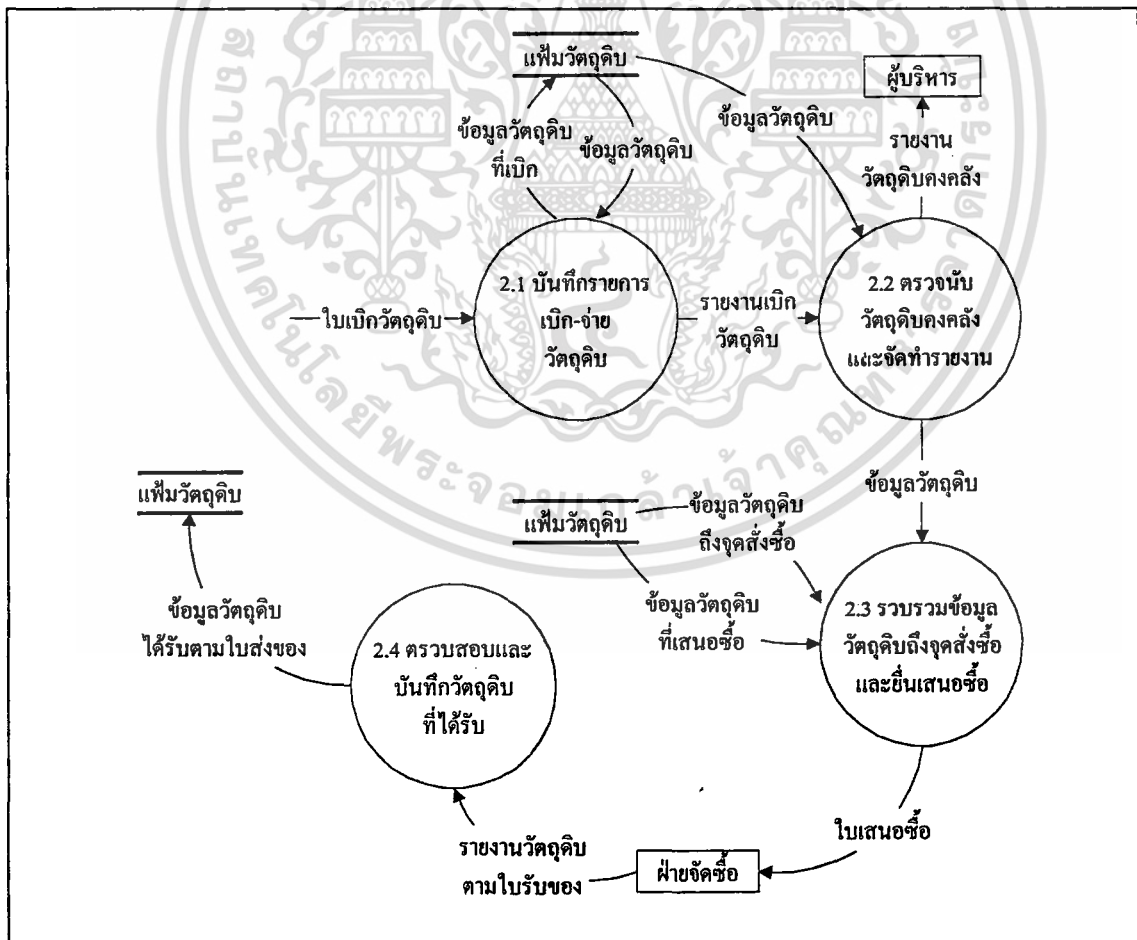 แฟ้มวัตถุดิบ
ผู้บริหาร
ข้อมูลวัตถุดิบ
ที่เบิก
ข้อมูลวัตถุดิบ
ข้อมูลวัตถุดิบ
รายงาน
วัตถุดิบคงคลัง
2.1 บันทึกรายการ
เบิก-จ่าย
วัตถุดิบ
2.2 ตรวจนับ
วัตถุดิบคงคลัง
และจัดทำรายงาน
ใบเบิกวัตถุดิบ
รายงานเบิก
วัตถุดิบ
ข้อมูลวัตถุดิบ
แฟ้มวัตถุดิบ
แฟ้มวัตถุดิบ
ข้อมูลวัตถุดิบ
ถึงจุดสั่งซื้อ
ข้อมูลวัตถุดิบ
ที่เสนอซื้อ
2.3 รวบรวมข้อมูล
วัตถุดิบถึงจุดสั่งซื้อ
และยื่นเสนอซื้อ
ข้อมูลวัตถุดิบ
ได้รับตามใบส่งของ
2.4 ตรวบสอบและ
บันทึกวัตถุดิบ
ที่ได้รับ
ใบเสนอซื้อ
รายงานวัตถุดิบ
ตามใบรับของ
ฝ่ายจัดซื้อ